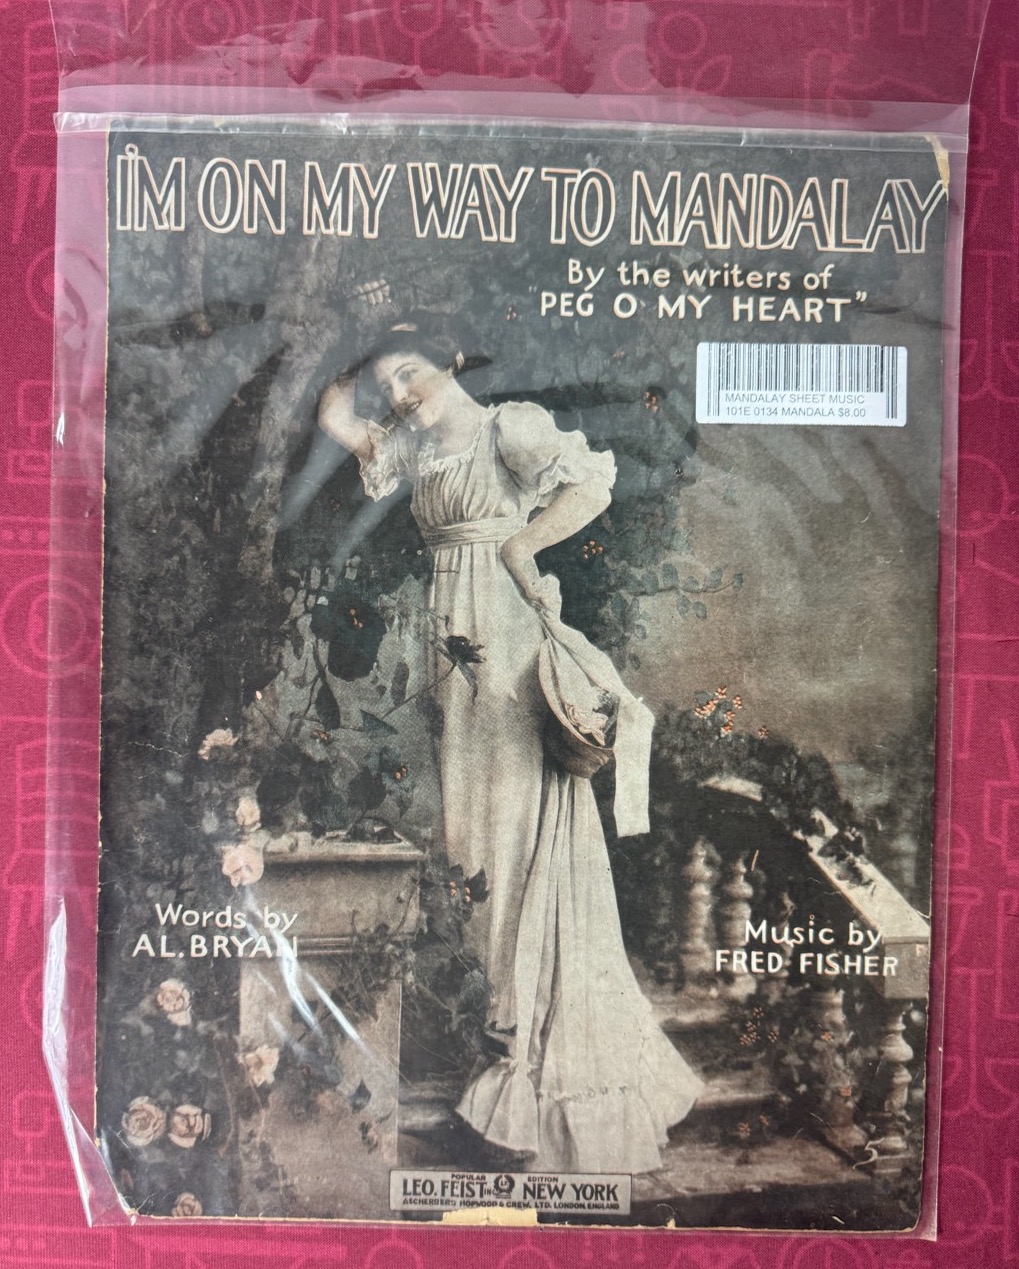 I'M ON MY WAY TO MANDALAY
By the writers of
"PEG O MY HEART"
MANDALAY SHEET MUSIC
101E 0134 MANDALA $8.00
Words by
AL. BRYAN
Music by
FRED FISHER
POPULAR EDITION
LEO. FEIST INC NEW YORK
ASCHERBERG HOPWOOD & CREW, LTD. LONDON, ENGLAND